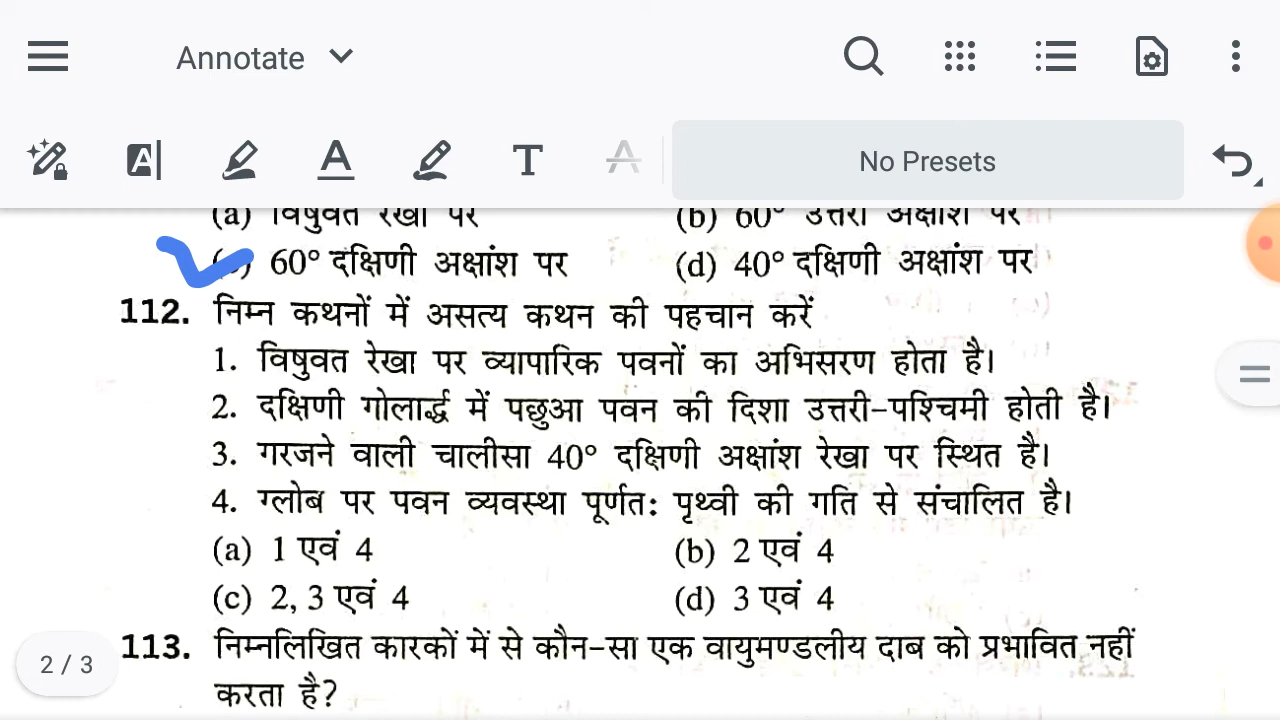 Annotate
No Presets
(a) विषुवत रेखा पर (b) 60° उत्तरी अक्षांश पर
60° दक्षिणी अक्षांश पर (d) 40° दक्षिणी अक्षांश पर
112. निम्न कथनों में असत्य कथन की पहचान करें
1. विषुवत रेखा पर व्यापारिक पवनों का अभिसरण होता है।
2. दक्षिणी गोलार्द्ध में पछुआ पवन की दिशा उत्तरी-पश्चिमी होती है।
3. गरजने वाली चालीसा 40° दक्षिणी अक्षांश रेखा पर स्थित है।
4. ग्लोब पर पवन व्यवस्था पूर्णत: पृथ्वी की गति से संचालित है।
(a) 1 एवं 4 (b) 2 एवं 4
(c) 2, 3 एवं 4 (d) 3 एवं 4
113. निम्नलिखित कारकों में से कौन-सा एक वायुमण्डलीय दाब को प्रभावित नहीं
करता है?
2 / 3